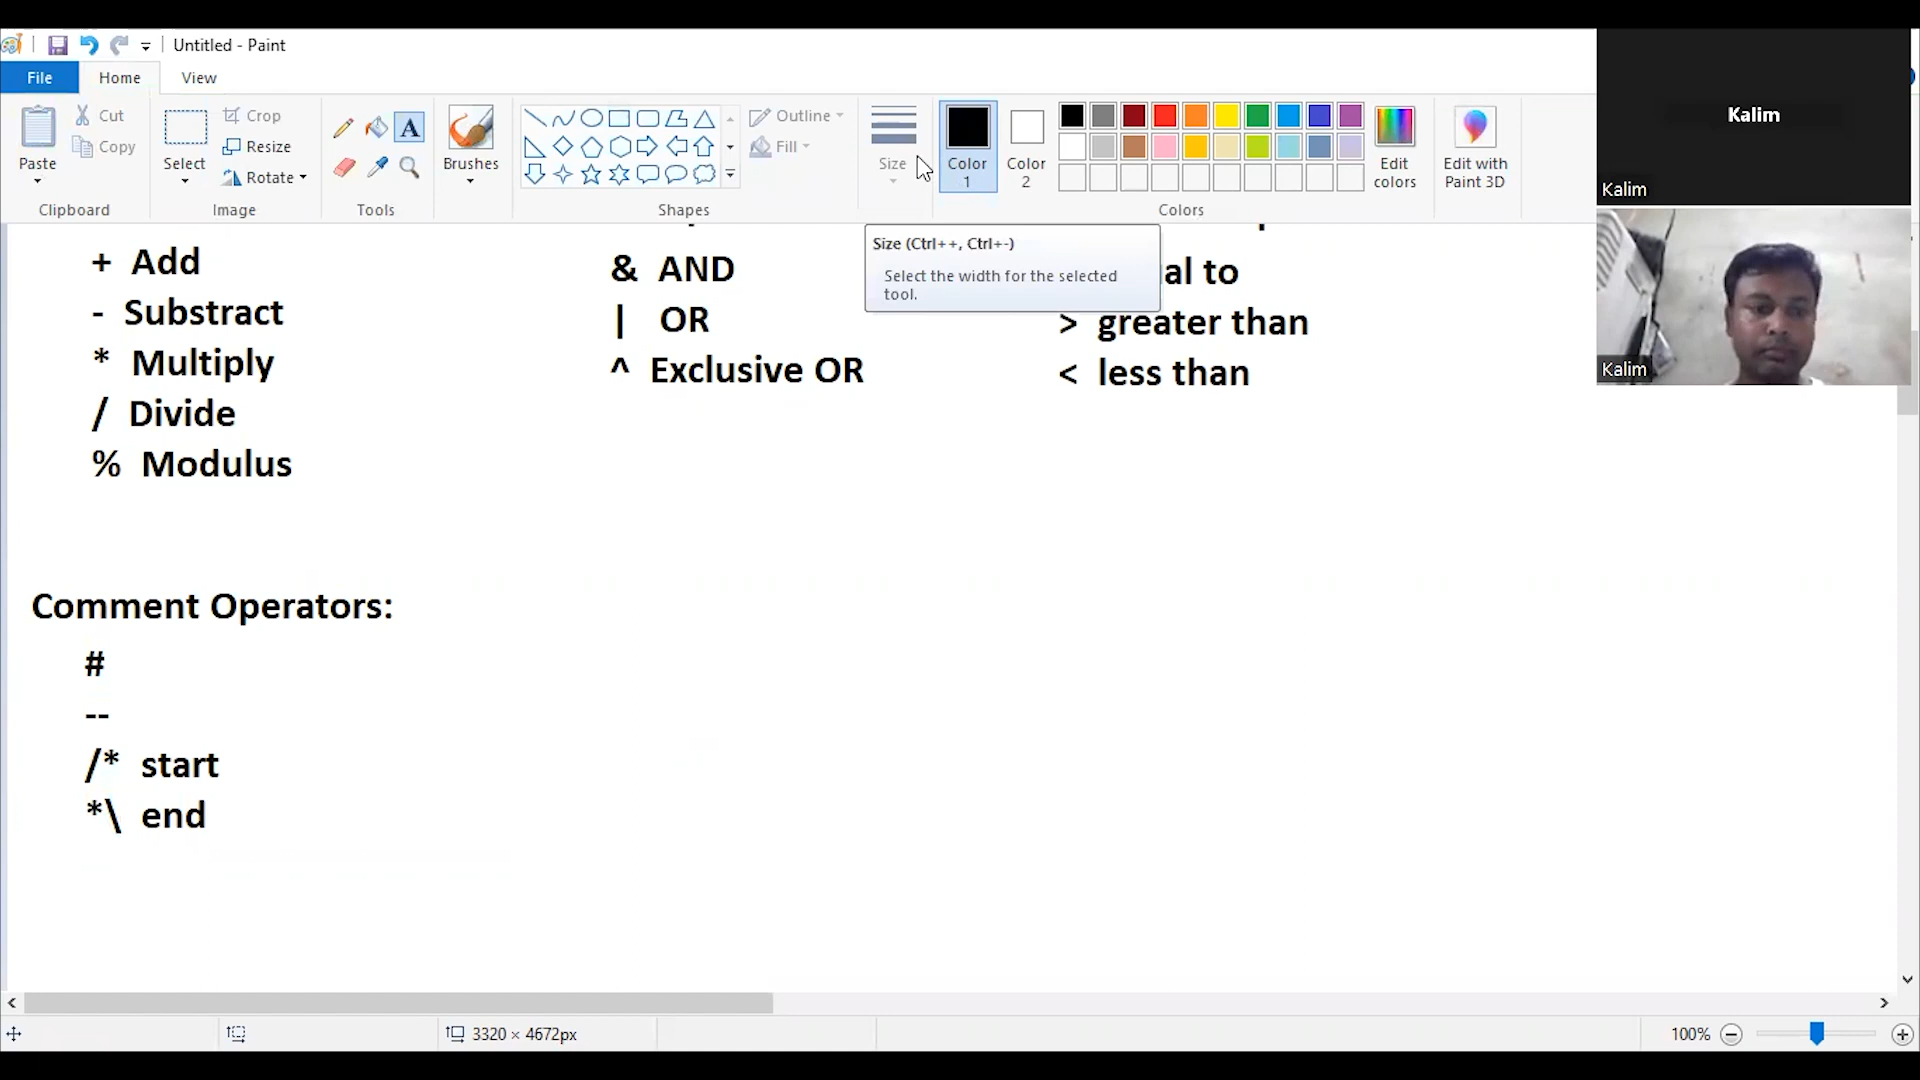 Untitled - Paint
File
Home
View
Paste
Cut
Copy
Clipboard
Select
Crop
Resize
Rotate
Image
A
Tools
Brushes
Shapes
Outline
Fill
Size
Color 1
Color 2
Colors
Edit colors
Edit with Paint 3D
Kalim
Kalim
Kalim
Size (Ctrl++, Ctrl+-)
Select the width for the selected
tool.
+ Add
- Substract
* Multiply
/ Divide
% Modulus
& AND
| OR
^ Exclusive OR
to
> greater than
< less than
Comment Operators:
#
--
/* start
*\ end
3320 × 4672px
100%